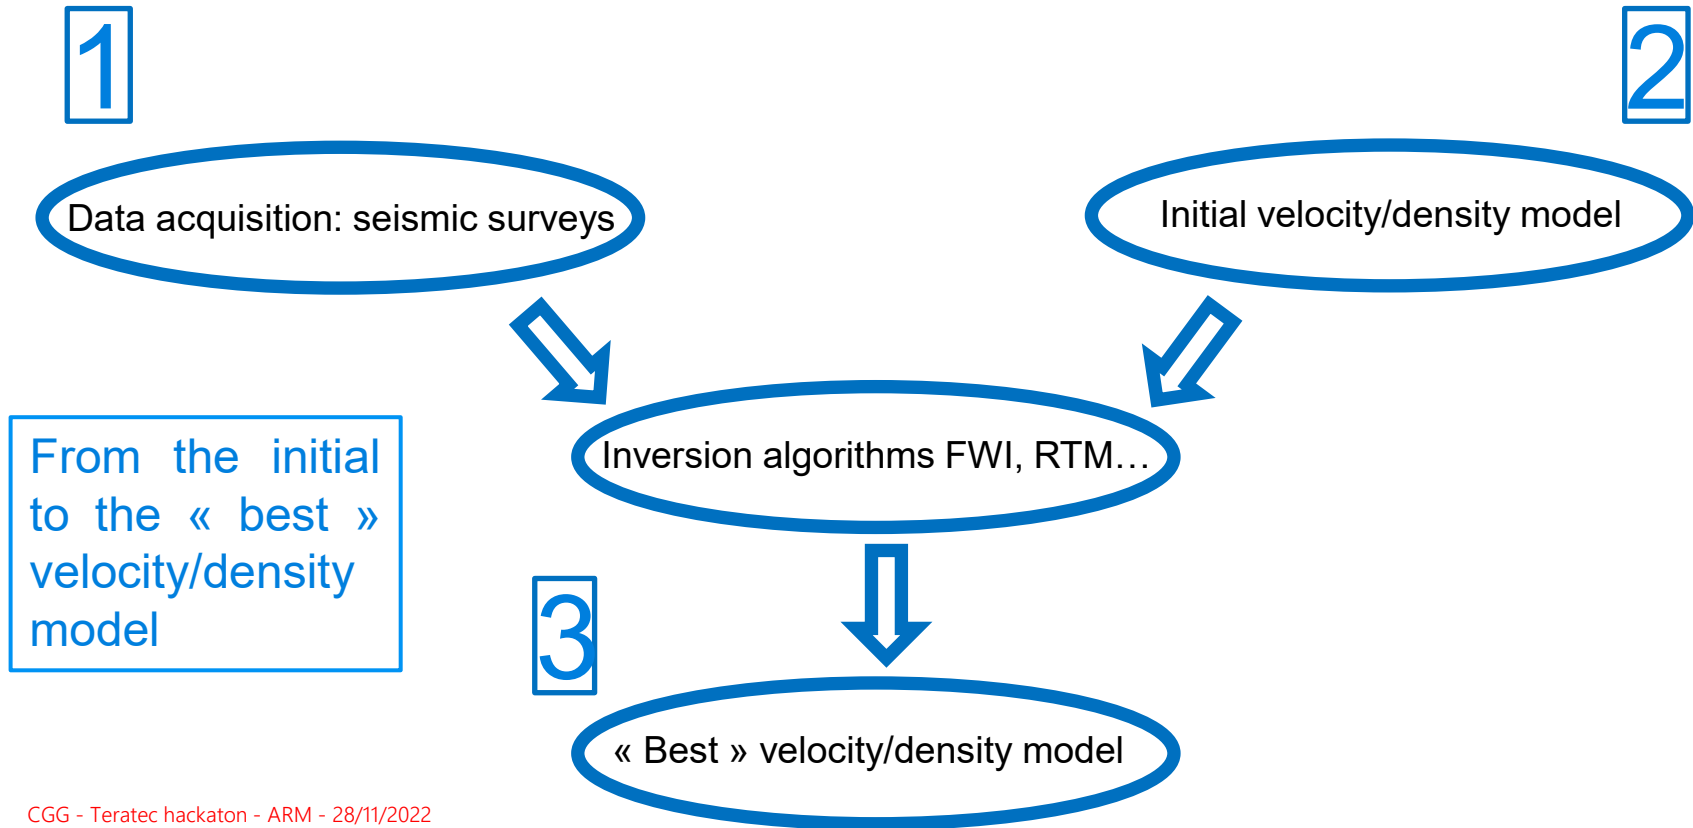 1
2
Data acquisition: seismic surveys
Initial velocity/density model
Inversion algorithms FWI, RTM…
From the initial
to the « best »
velocity/density
model
3
« Best » velocity/density model
CGG - Teratec hackaton - ARM - 28/11/2022